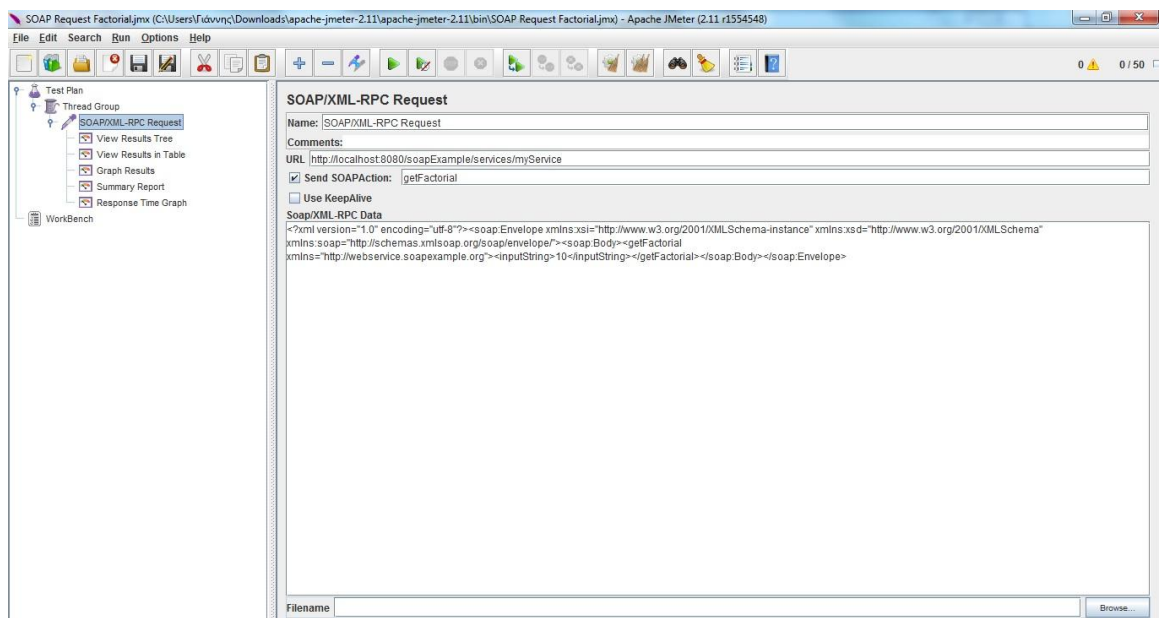 SOAP Request Factorial.jmx (C:\Users\Γιάννης\Downloads\apache-jmeter-2.11\apache-jmeter-2.11\bin\SOAP Request Factorial.jmx) - Apache JMeter (2.11 r1554548)
File Edit Search Run Options Help
0 0 / 50
Test Plan
Thread Group
SOAP/XML-RPC Request
View Results Tree
View Results in Table
Graph Results
Summary Report
Response Time Graph
WorkBench
SOAP/XML-RPC Request
Name: SOAP/XML-RPC Request
Comments:
URL http://localhost:8080/soapExample/services/myService
Send SOAPAction: getFactorial
Use KeepAlive
Soap/XML-RPC Data
<?xml version="1.0" encoding="utf-8"?><soap:Envelope xmlns:xsi="http://www.w3.org/2001/XMLSchema-instance" xmlns:xsd="http://www.w3.org/2001/XMLSchema"
xmlns:soap="http://schemas.xmlsoap.org/soap/envelope/"><soap:Body><getFactorial
xmlns="http://webservice.soapexample.org"><inputString>10</inputString></getFactorial></soap:Body></soap:Envelope>
Filename Browse...